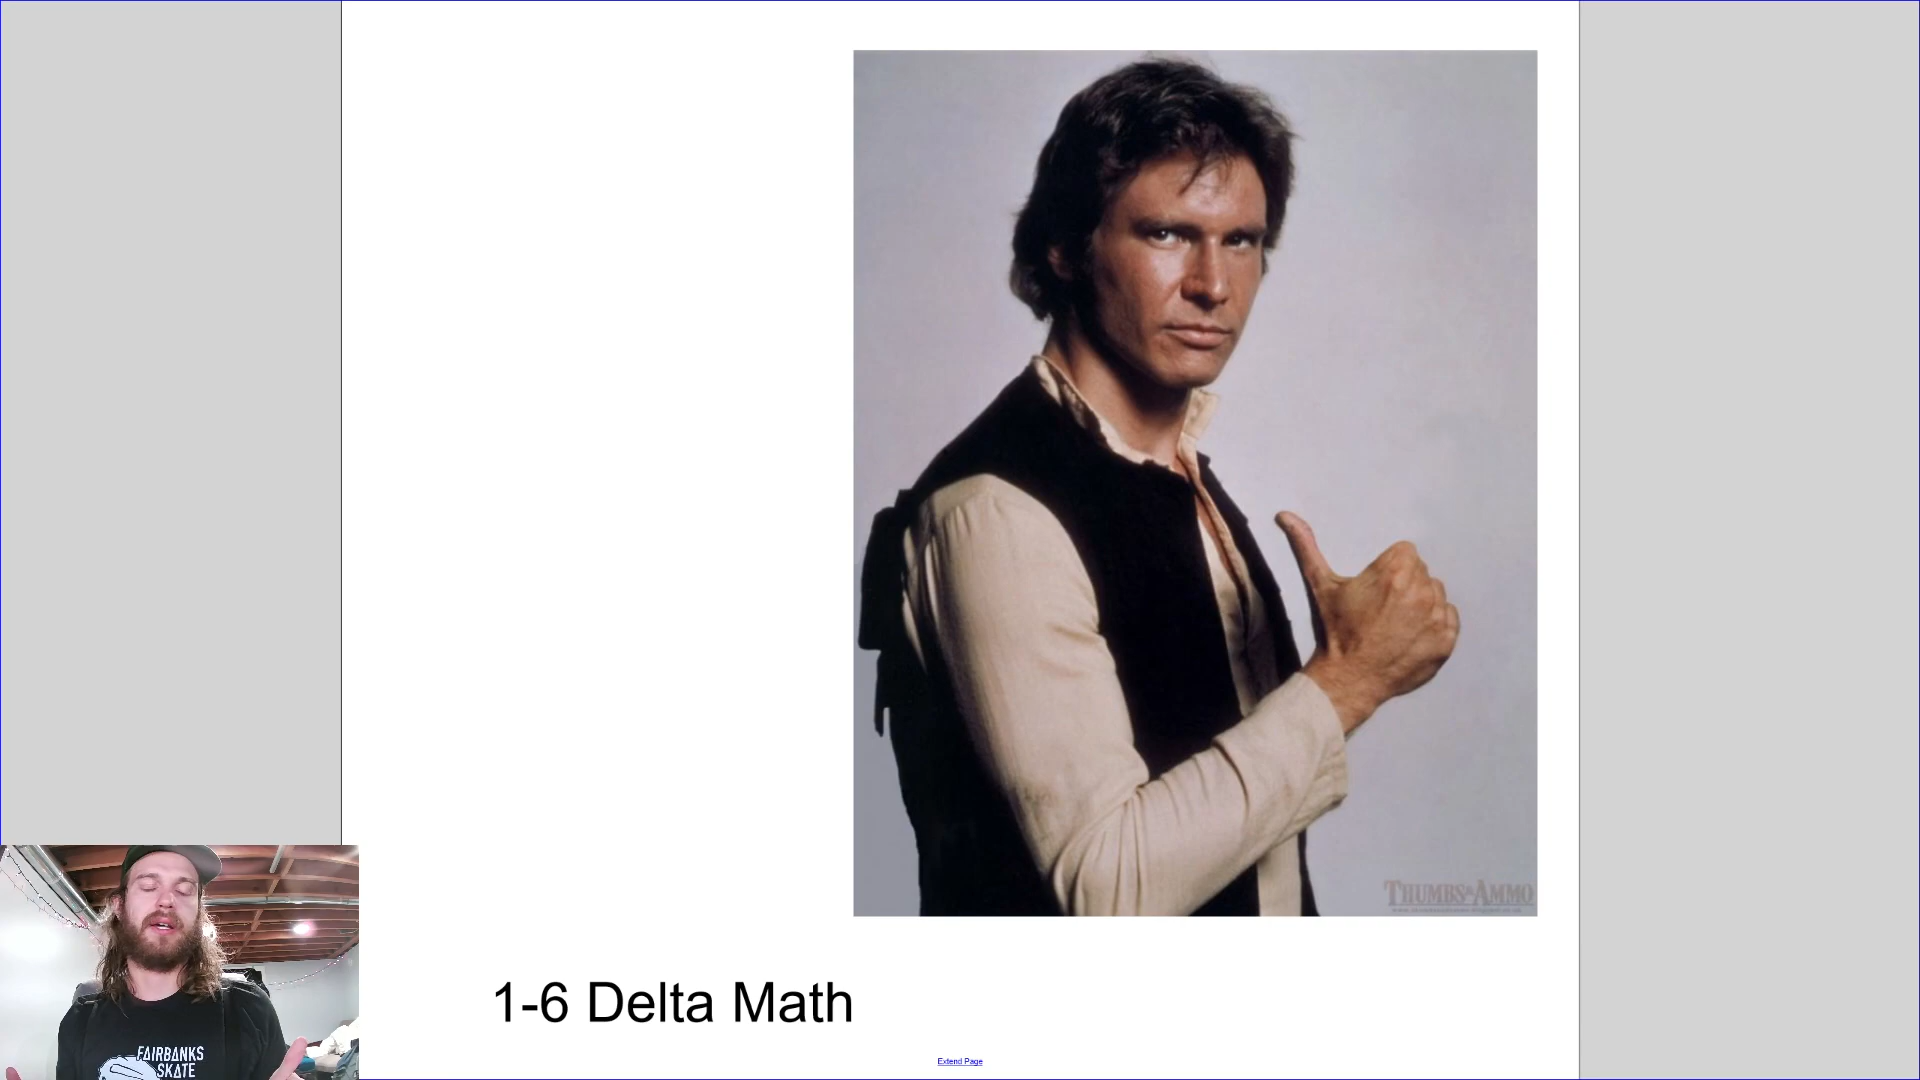 THUMBS&AMMO
1-6 Delta Math
FAIRBANKS
SKATE
Extend Page